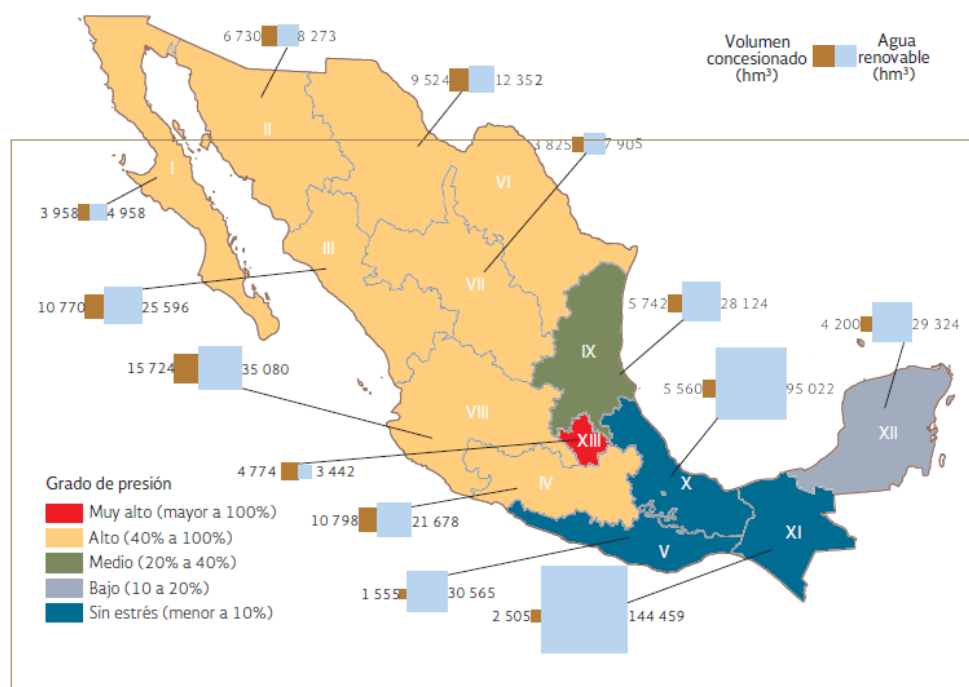 6 730 8 273
Volumen concesionado (hm³)
Agua renovable (hm³)
9 524 12 352
II
3 825 7 905
I
VI
3 958 4 958
III
VII
10 770 25 596
5 742 28 124
4 200 29 324
IX
15 724 35 080
5 560 95 022
VIII
XII
XIII
4 774 3 442
IV
X
10 798 21 678
XI
V
1 555 30 565
2 505 144 459
Grado de presión
Muy alto (mayor a 100%)
Alto (40% a 100%)
Medio (20% a 40%)
Bajo (10 a 20%)
Sin estrés (menor a 10%)